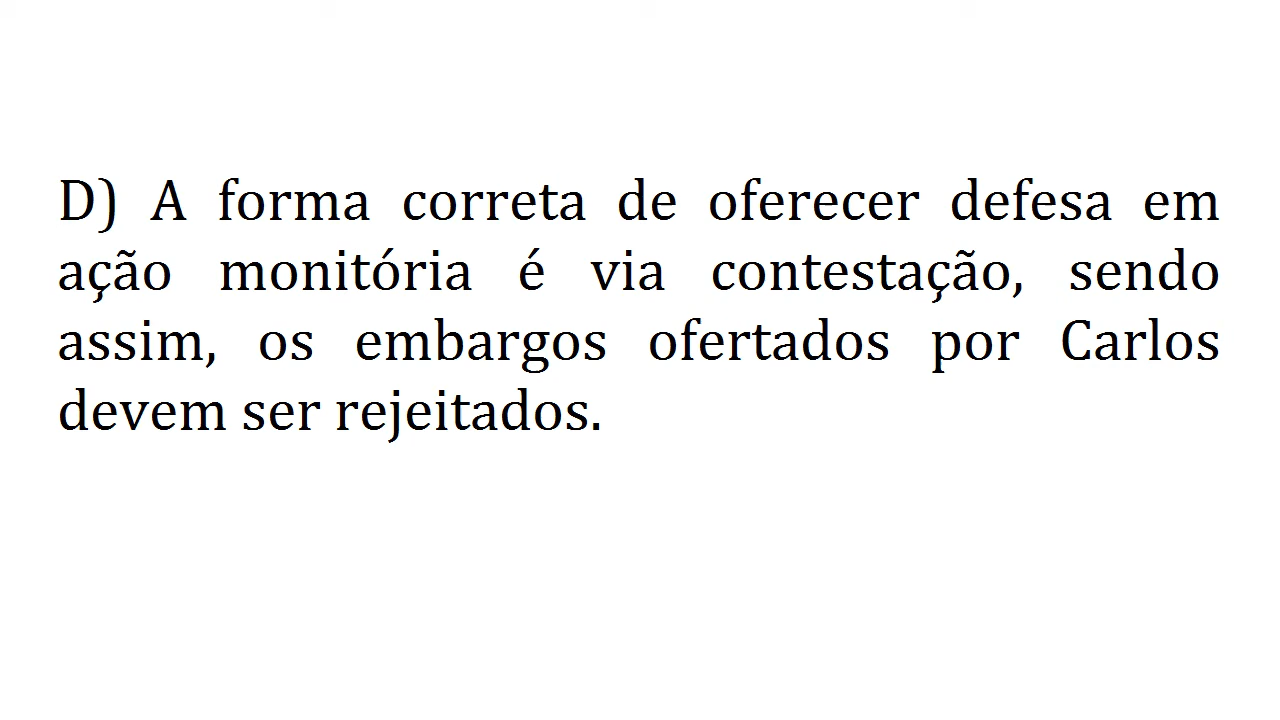 D) A forma correta de oferecer defesa em
ação monitória é via contestação, sendo
assim, os embargos ofertados por Carlos
devem ser rejeitados.